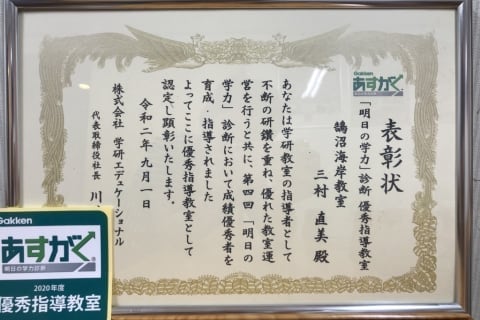 Gakken
あすがく
表彰状
「明日の学力」診断 優秀指導教室
鵠沼海岸教室
三村 直美 殿
あなたは学研教室の指導者として
不断の研鑽を重ね、優れた教室運
営を行うと共に、第四回「明日の
学力」診断において成績優秀者を
育成・指導されました
よってここに優秀指導教室として
認定し顕彰いたします。
令和二年九月一日
株式会社 学研エデュケーショナル
代表取締役社長 川
Gakken
あすがく
明日の学力診断
2020年度
優秀指導教室